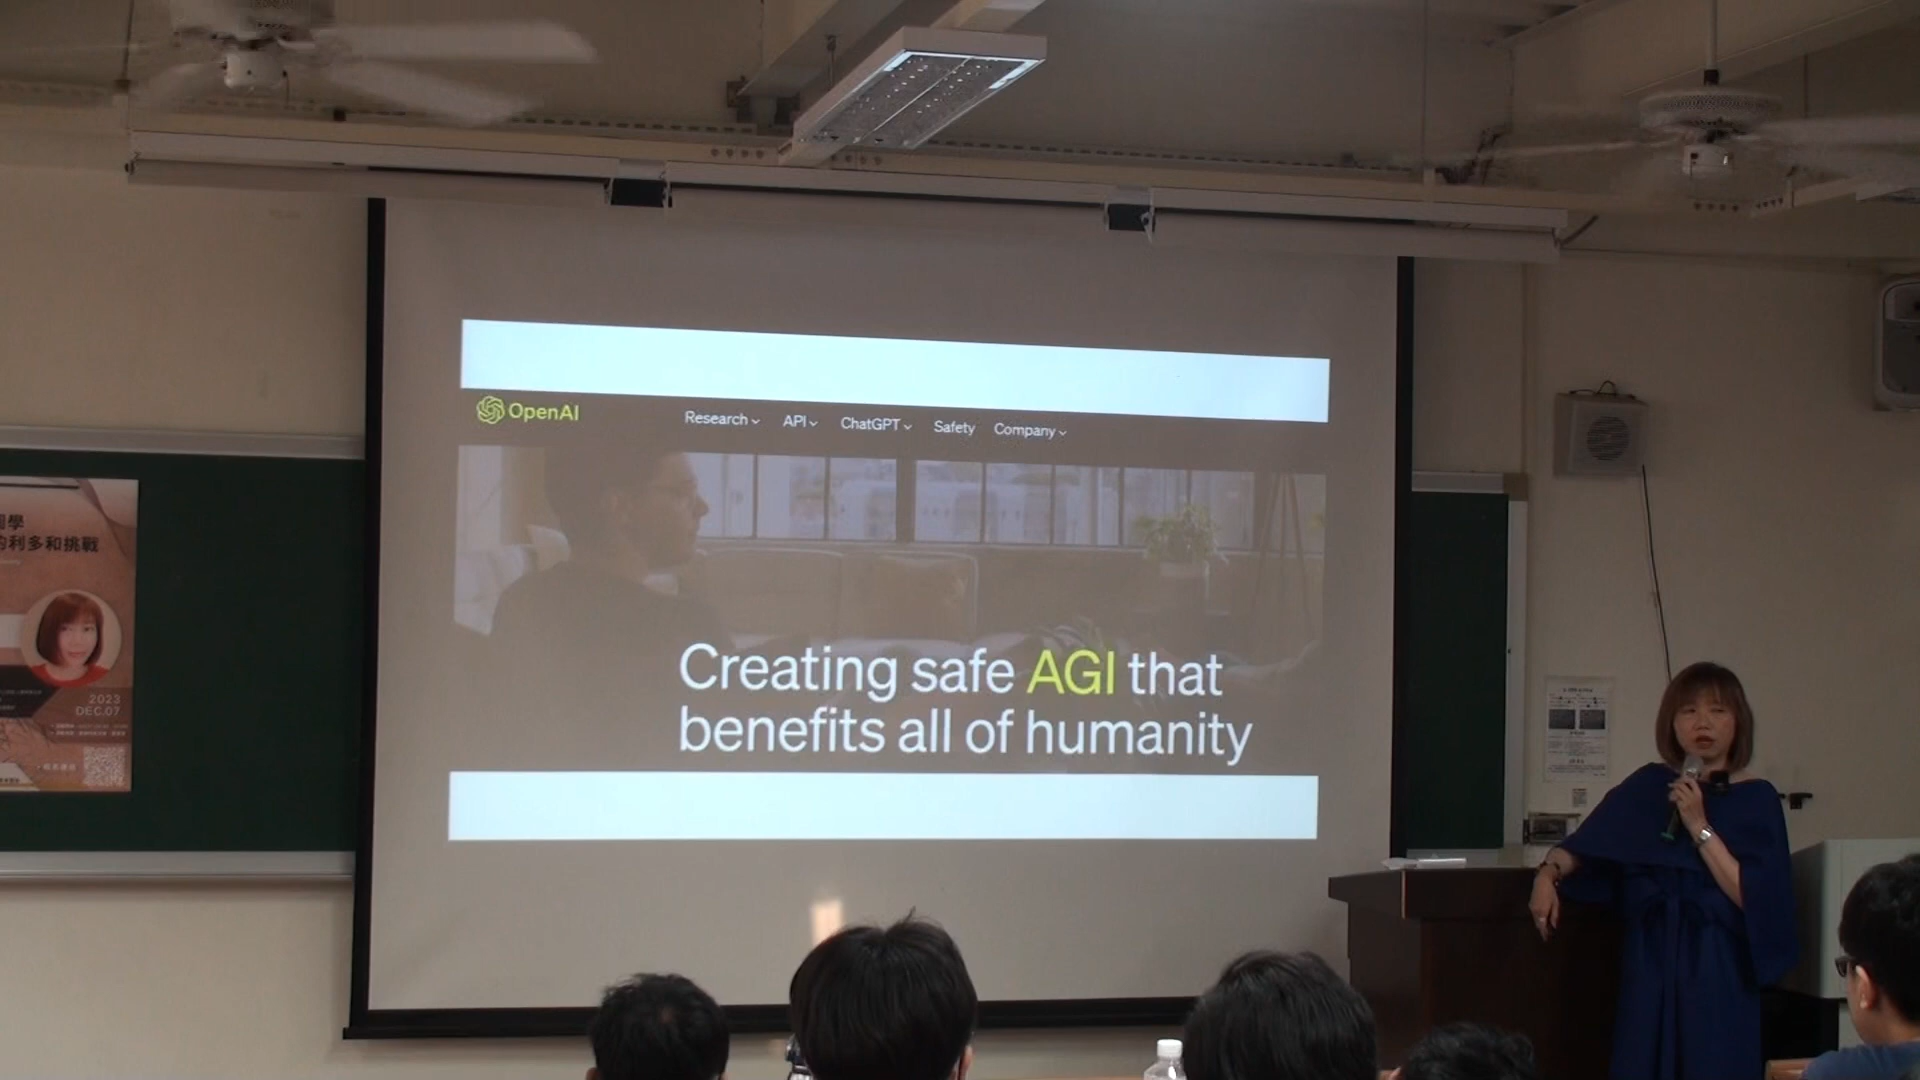 OpenAI
Research
API
ChatGPT
Safety
Company
Creating safe AGI that
benefits all of humanity
學
的利多和挑戰
2023
DEC.07